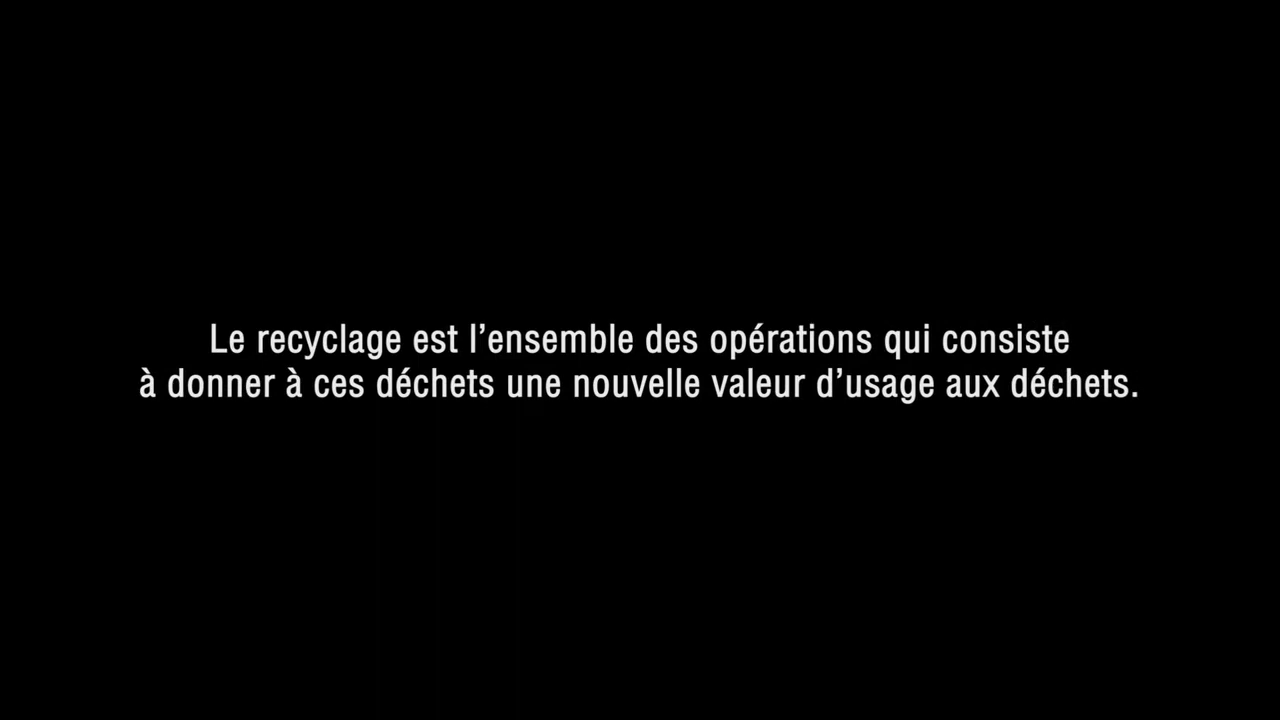 Le recyclage est l’ensemble des opérations qui consiste
à donner à ces déchets une nouvelle valeur d’usage aux déchets.